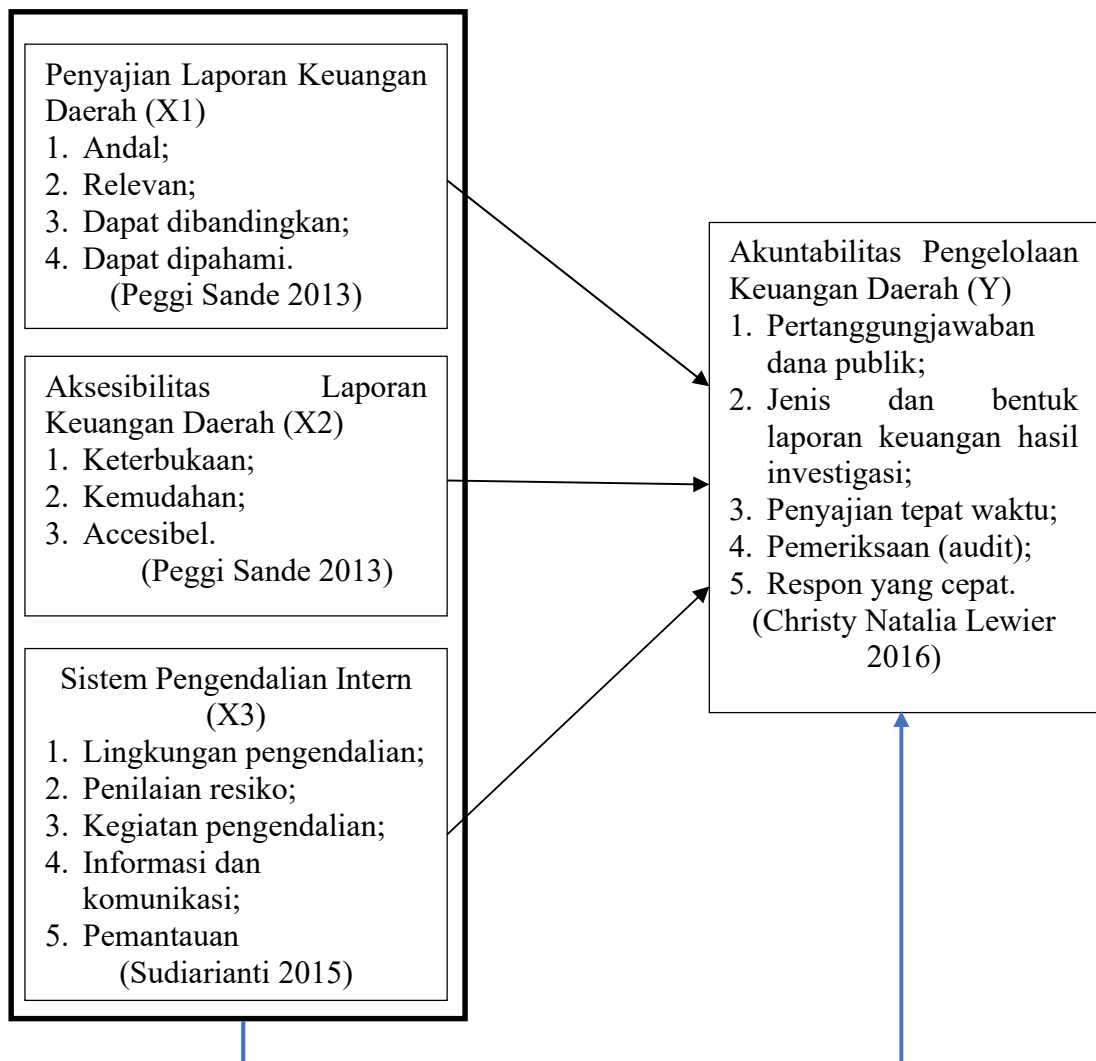 Penyajian Laporan Keuangan
Daerah (X1)
1. Andal;
2. Relevan;
3. Dapat dibandingkan;
4. Dapat dipahami.
(Peggi Sande 2013)
Aksesibilitas Laporan
Keuangan Daerah (X2)
1. Keterbukaan;
2. Kemudahan;
3. Accesibel.
(Peggi Sande 2013)
Sistem Pengendalian Intern
(X3)
1. Lingkungan pengendalian;
2. Penilaian resiko;
3. Kegiatan pengendalian;
4. Informasi dan
komunikasi;
5. Pemantauan
(Sudiarianti 2015)
Akuntabilitas Pengelolaan
Keuangan Daerah (Y)
1. Pertanggungjawaban
dana publik;
2. Jenis dan bentuk
laporan keuangan hasil
investigasi;
3. Penyajian tepat waktu;
4. Pemeriksaan (audit);
5. Respon yang cepat.
(Christy Natalia Lewier
2016)